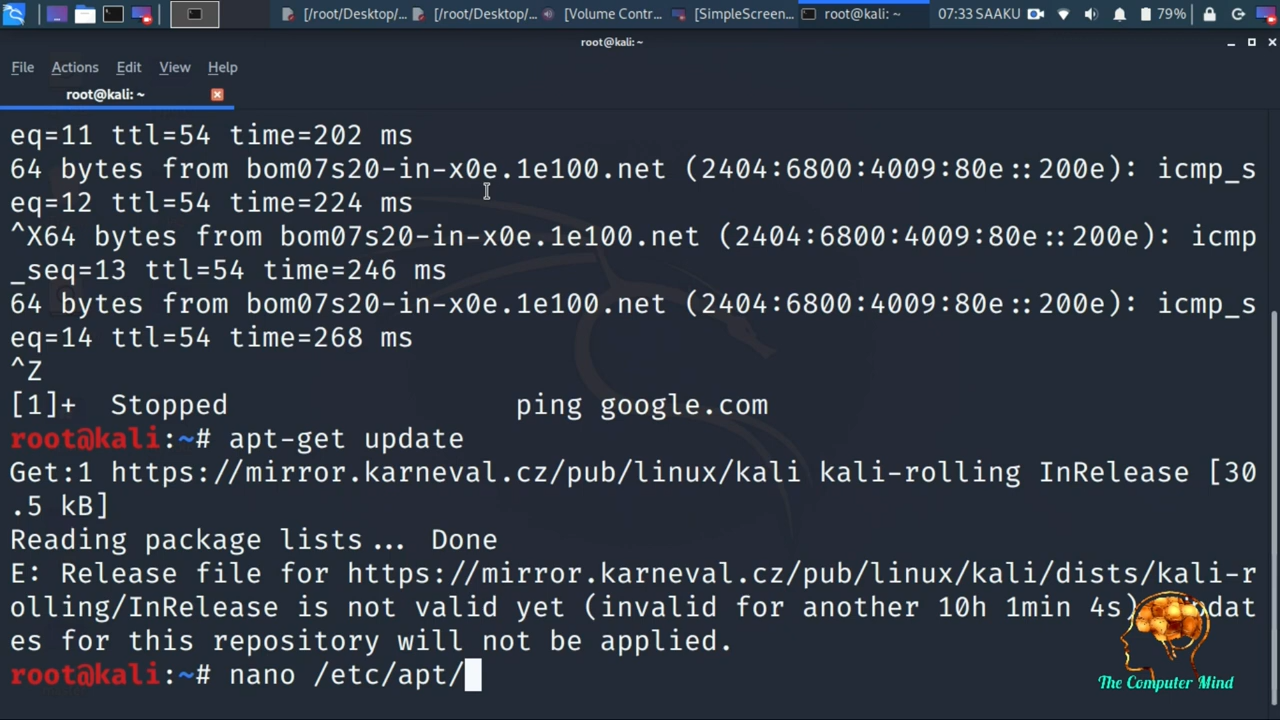 [/root/Desktop/... [/root/Desktop/... [Volume Contr... [SimpleScreen... root@kali: ~ 07:33 SAAKU 79%
root@kali: ~
File Actions Edit View Help
root@kali: ~
eq=11 ttl=54 time=202 ms
64 bytes from bom07s20-in-x0e.1e100.net (2404:6800:4009:80e::200e): icmp_s
eq=12 ttl=54 time=224 ms
^X64 bytes from bom07s20-in-x0e.1e100.net (2404:6800:4009:80e::200e): icmp
_seq=13 ttl=54 time=246 ms
64 bytes from bom07s20-in-x0e.1e100.net (2404:6800:4009:80e::200e): icmp_s
eq=14 ttl=54 time=268 ms
^Z
[1]+ Stopped ping google.com
root@kali:~# apt-get update
Get:1 https://mirror.karneval.cz/pub/linux/kali kali-rolling InRelease [30
.5 kB]
Reading package lists... Done
E: Release file for https://mirror.karneval.cz/pub/linux/kali/dists/kali-r
olling/InRelease is not valid yet (invalid for another 10h 1min 4s) pdat
es for this repository will not be applied.
root@kali:~# nano /etc/apt/
The Computer Mind